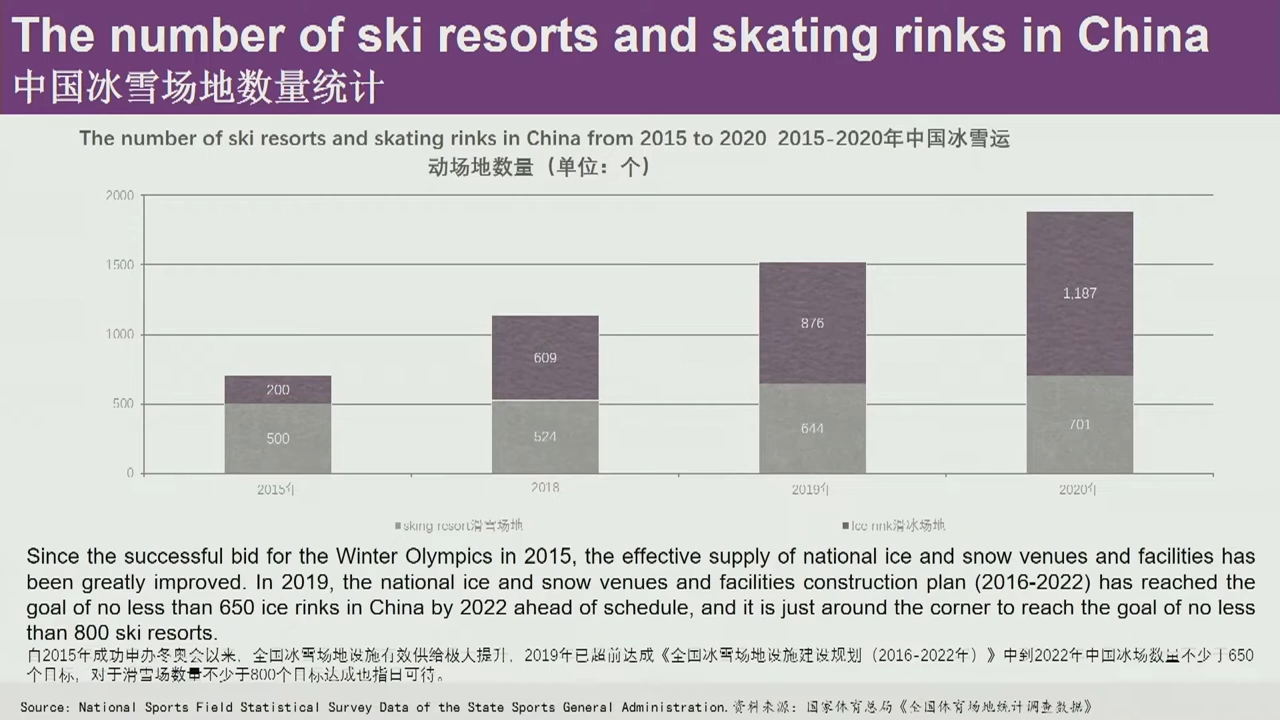 The number of ski resorts and skating rinks in China
中国冰雪场地数量统计
The number of ski resorts and skating rinks in China from 2015 to 2020 2015-2020年中国冰雪运
动场地数量（单位：个）
2000
1500
1000
500
0
200
500
609
524
876
644
1,187
701
2015年
2018
2019年
2020年
sking resort滑雪场地
Ice rink滑冰场地
Since the successful bid for the Winter Olympics in 2015, the effective supply of national ice and snow venues and facilities has
been greatly improved. In 2019, the national ice and snow venues and facilities construction plan (2016-2022) has reached the
goal of no less than 650 ice rinks in China by 2022 ahead of schedule, and it is just around the corner to reach the goal of no less
than 800 ski resorts.
自2015年成功申办冬奥会以来，全国冰雪场地设施有效供给极大提升，2019年已超前达成《全国冰雪场地设施建设规划（2016-2022年）》中到2022年中国冰场数量不少于650
个目标，对于滑雪场数量不少于800个目标达成也指日可待。
Source: National Sports Field Statistical Survey Data of the State Sports General Administration.资料来源：国家体育总局《全国体育场地统计调查数据》